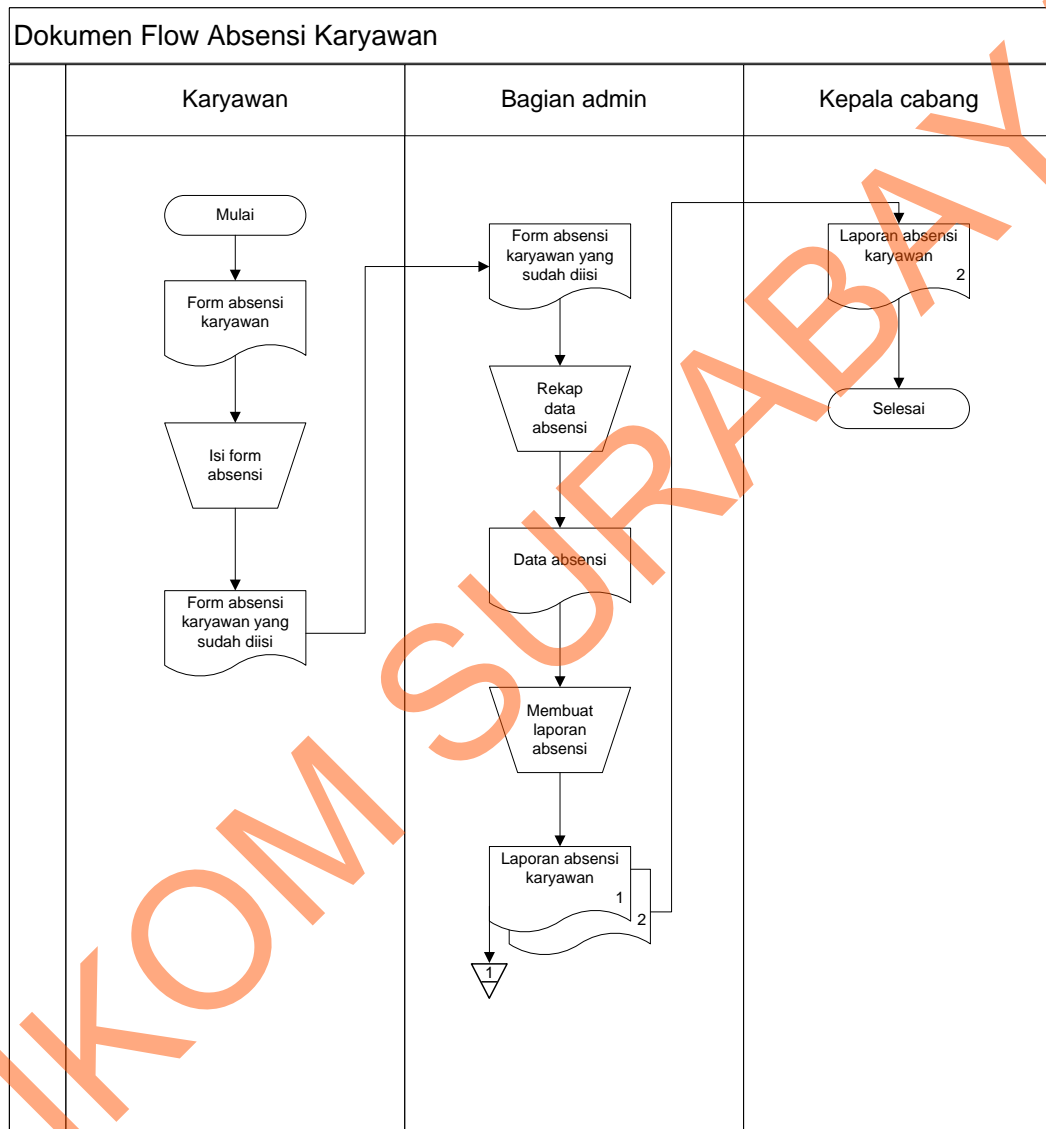 Dokumen Flow Absensi Karyawan
Karyawan
Bagian admin
Kepala cabang
Mulai
Form absensi
karyawan
Isi form
absensi
Form absensi
karyawan yang
sudah diisi
Form absensi
karyawan yang
sudah diisi
Rekap
data
absensi
Data absensi
Membuat
laporan
absensi
Laporan absensi
karyawan
1
2
1
Laporan absensi
karyawan
2
Selesai
IKOM SURABAY